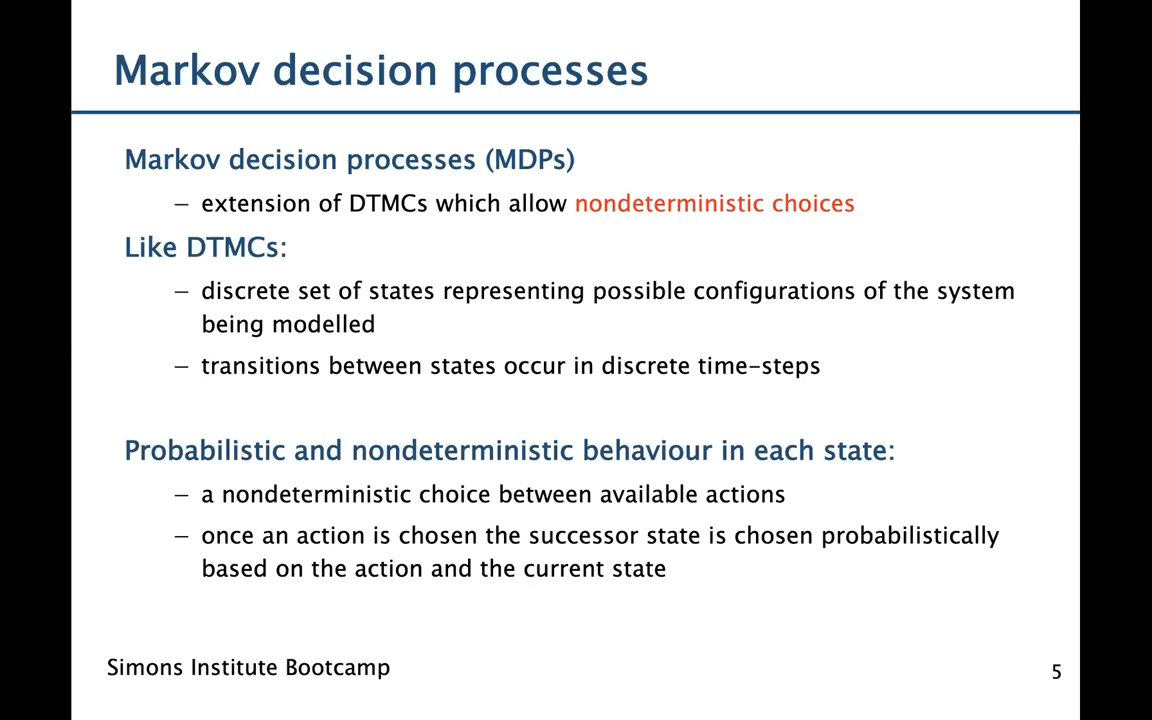 Markov decision processes
Markov decision processes (MDPs)
– extension of DTMCs which allow nondeterministic choices
Like DTMCs:
– discrete set of states representing possible configurations of the system
being modelled
– transitions between states occur in discrete time-steps
Probabilistic and nondeterministic behaviour in each state:
– a nondeterministic choice between available actions
– once an action is chosen the successor state is chosen probabilistically
based on the action and the current state
Simons Institute Bootcamp
5